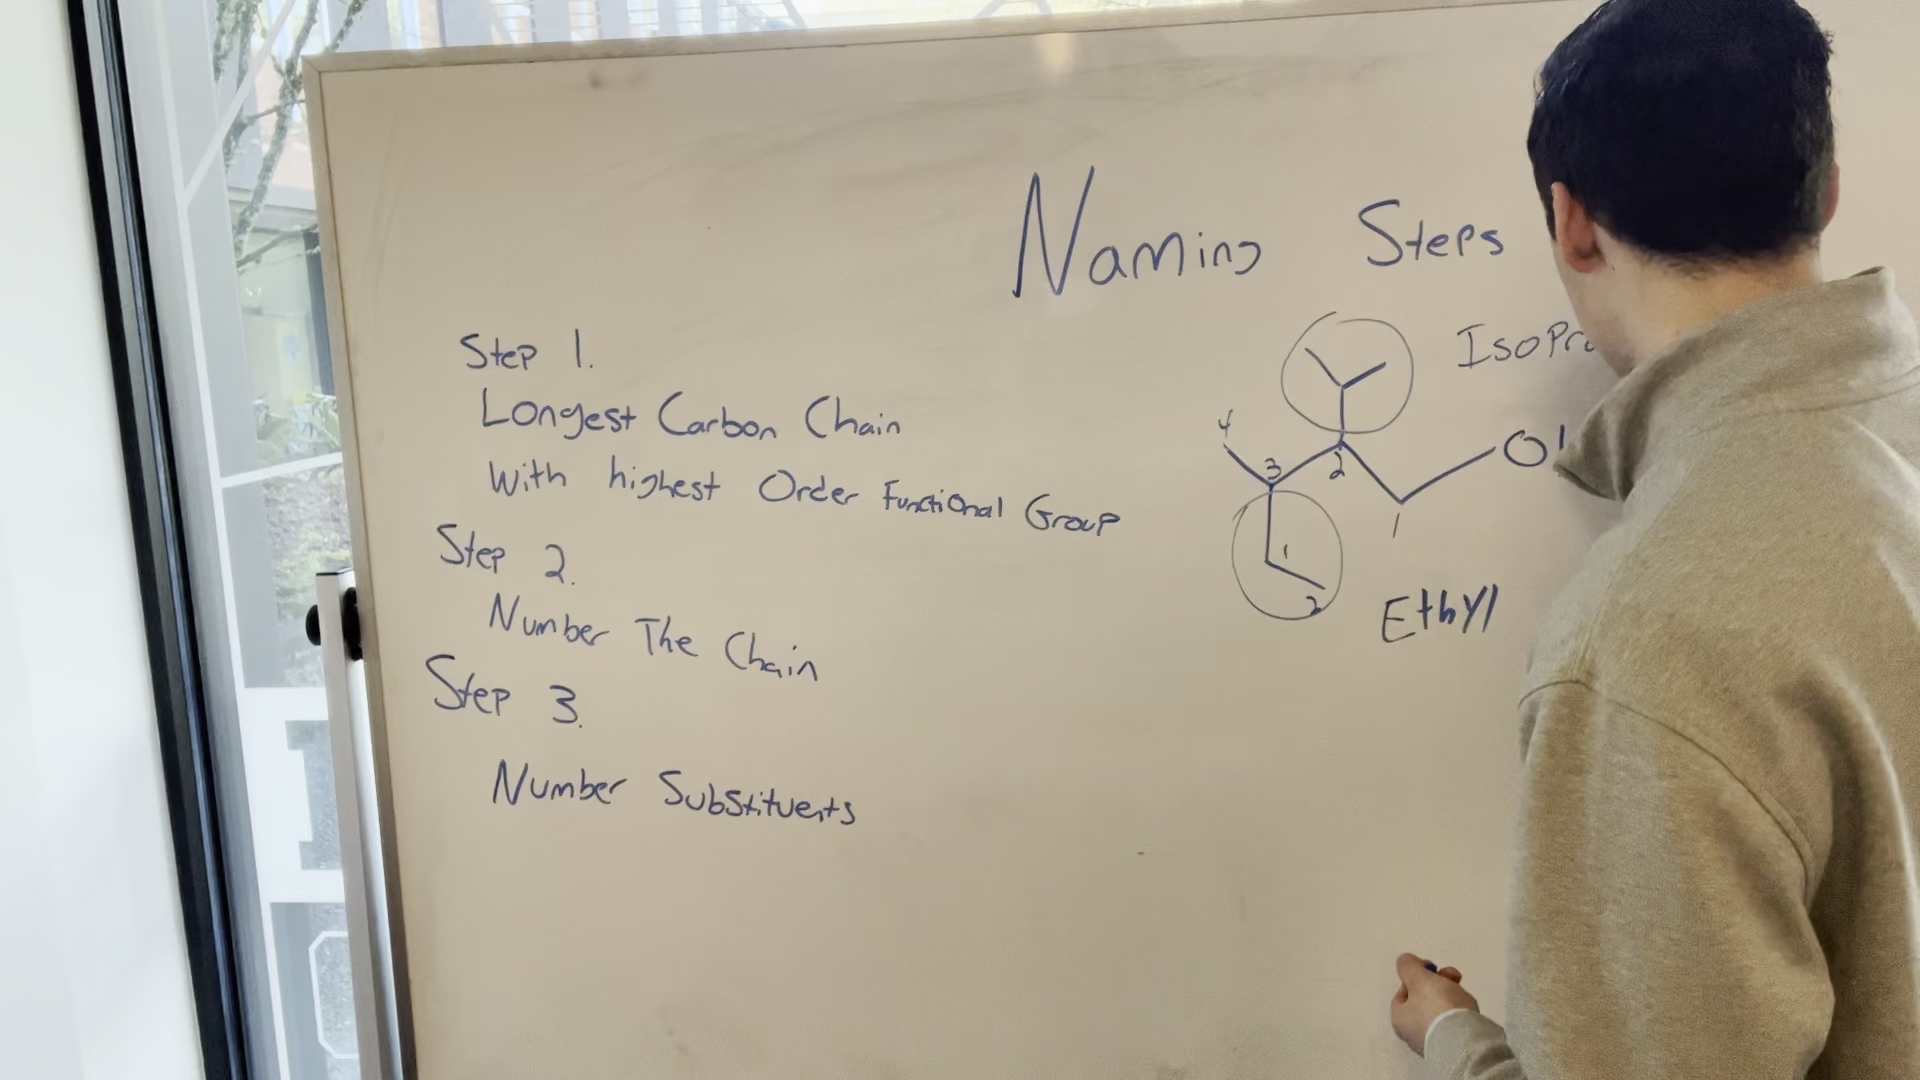 Naming Steps
Step 1.
Longest Carbon Chain
With highest Order Functional Group
Step 2.
Number The Chain
Step 3.
Number Substituents
4
3
2
1
1
2
Ethyl